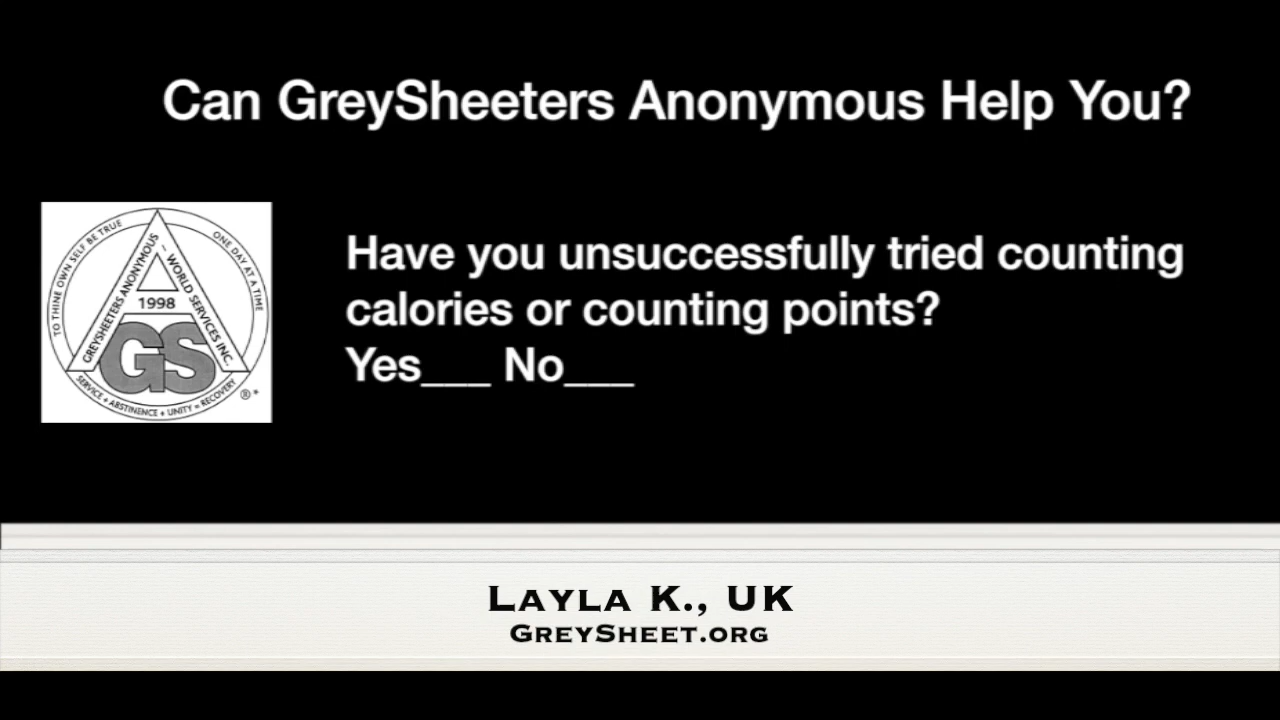 Can GreySheeters Anonymous Help You?
TO THINE OWN SELF BE TRUE
ONE DAY AT A TIME
GREYSHEETERS ANONYMOUS – WORLD SERVICES INC.
1998
GS
SERVICE + ABSTINENCE + UNITY = RECOVERY
®*
Have you unsuccessfully tried counting
calories or counting points?
Yes___ No___
LAYLA K., UK
GREYSHEET.ORG